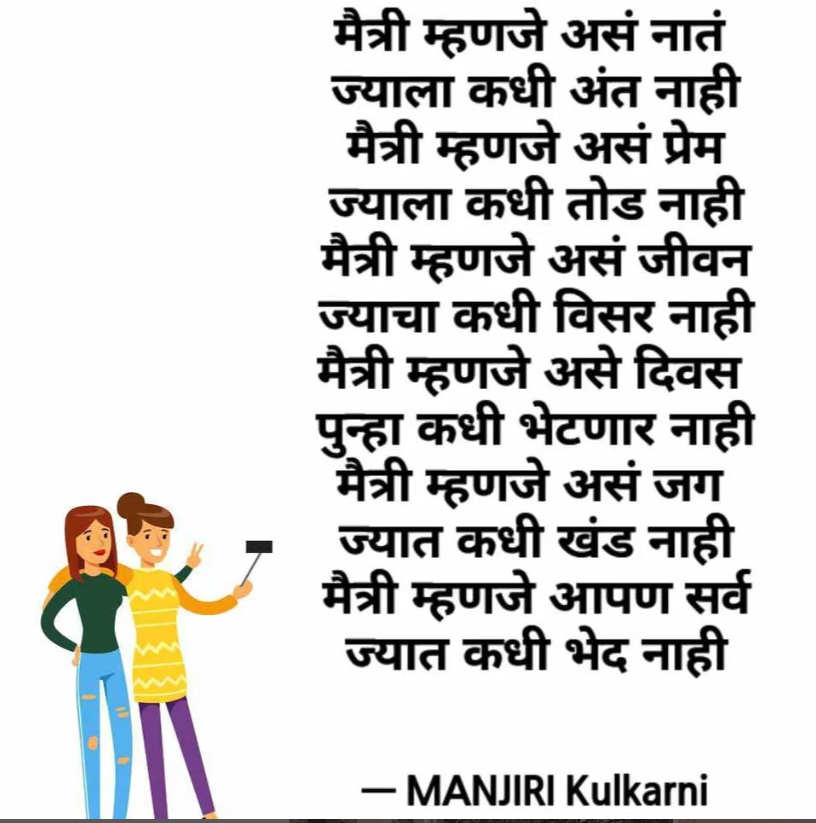 मैत्री म्हणजे असं नातं
ज्याला कधी अंत नाही
मैत्री म्हणजे असं प्रेम
ज्याला कधी तोड नाही
मैत्री म्हणजे असं जीवन
ज्याचा कधी विसर नाही
मैत्री म्हणजे असे दिवस
पुन्हा कधी भेटणार नाही
मैत्री म्हणजे असं जग
ज्यात कधी खंड नाही
मैत्री म्हणजे आपण सर्व
ज्यात कधी भेद नाही
— MANJIRI Kulkarni